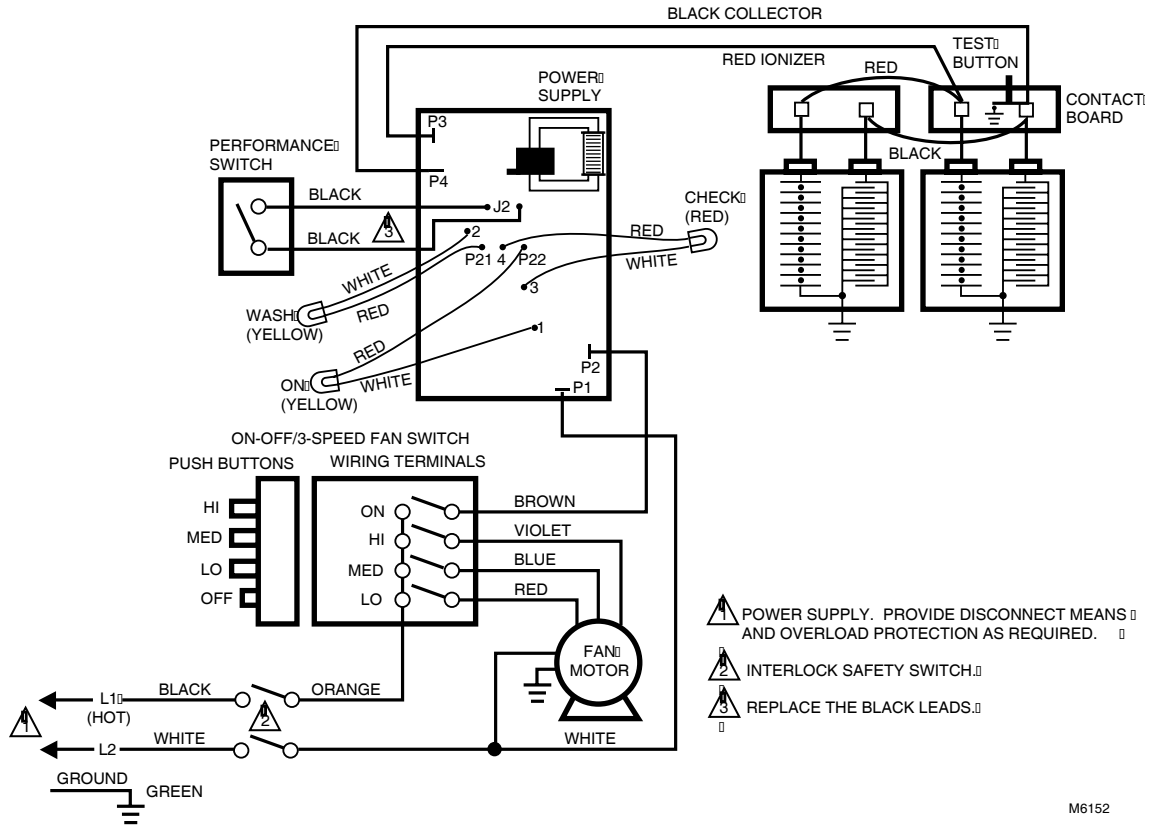 BLACK COLLECTOR
RED IONIZER
TEST
BUTTON
RED
POWER
SUPPLY
CONTACT
BOARD
P3
PERFORMANCE
SWITCH
BLACK
P4
BLACK
J2
CHECK
(RED)
3
BLACK
2
RED
P21
4
P22
WHITE
WHITE
3
RED
WASH
(YELLOW)
1
RED
P2
WHITE
ON
(YELLOW)
P1
ON-OFF/3-SPEED FAN SWITCH
PUSH BUTTONS
WIRING TERMINALS
HI
MED
LO
OFF
ON
HI
MED
LO
BROWN
VIOLET
BLUE
RED
FAN
MOTOR
1 POWER SUPPLY. PROVIDE DISCONNECT MEANS
AND OVERLOAD PROTECTION AS REQUIRED.
2 INTERLOCK SAFETY SWITCH.
3 REPLACE THE BLACK LEADS.
L1
(HOT)
BLACK
ORANGE
1
2
L2
WHITE
WHITE
GROUND
GREEN
M6152